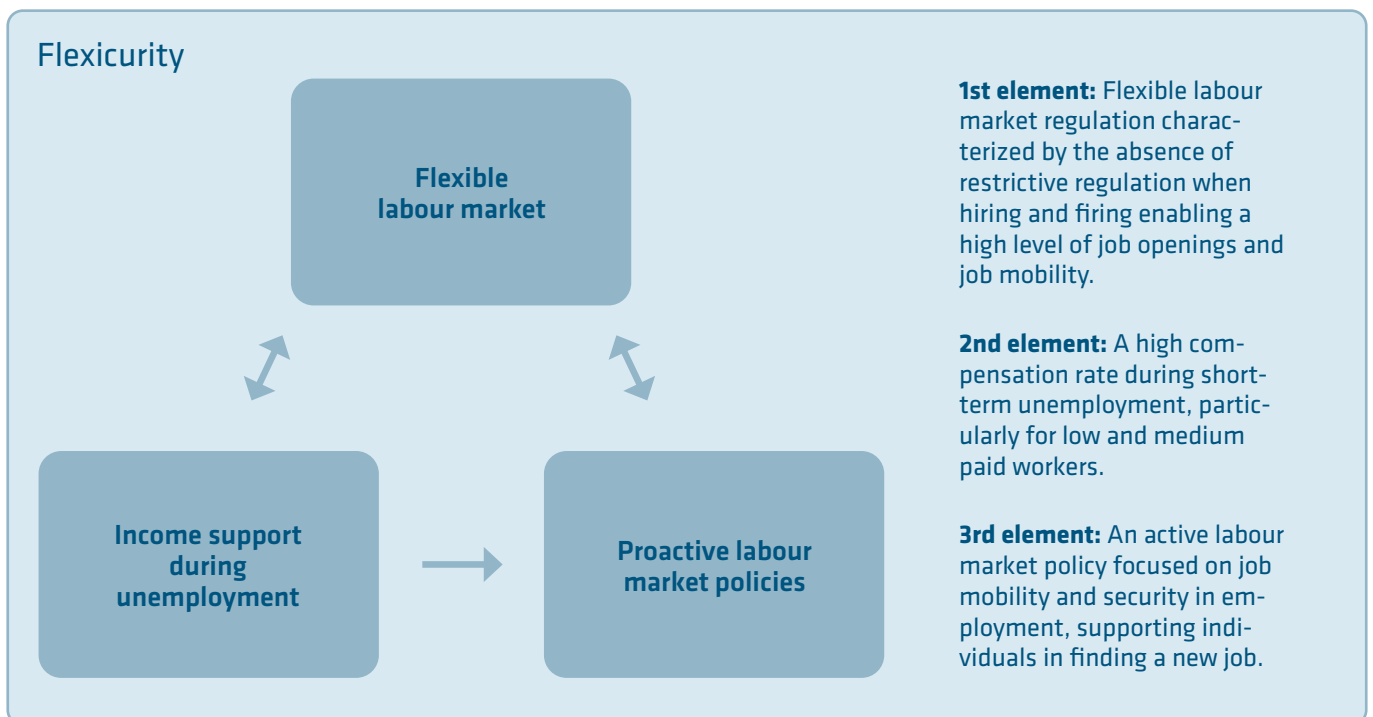 Flexicurity
Flexible
labour market
Income support
during
unemployment
Proactive labour
market policies
1st element: Flexible labour
market regulation charac-
terized by the absence of
restrictive regulation when
hiring and firing enabling a
high level of job openings and
job mobility.
2nd element: A high com-
pensation rate during short-
term unemployment, partic-
ularly for low and medium
paid workers.
3rd element: An active labour
market policy focused on job
mobility and security in em-
ployment, supporting indi-
viduals in finding a new job.